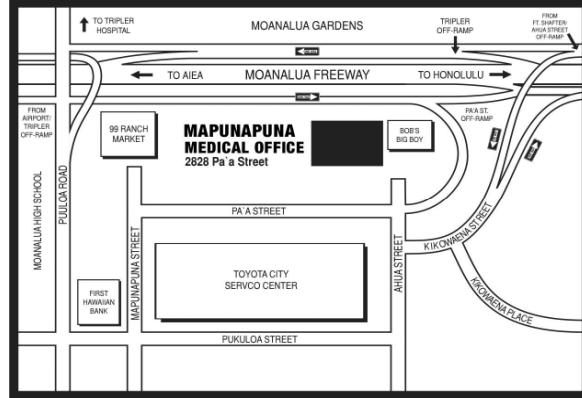 TO TRIPLER
HOSPITAL
MOANALUA GARDENS
TRIPLER
OFF-RAMP
FROM
FT. SHAFTER/
AHUA STREET
OFF-RAMP
TO AIEA
MOANALUA FREEWAY
TO HONOLULU
FROM
AIRPORT/
TRIPLER
OFF-RAMP
99 RANCH
MARKET
MAPUNAPUNA
MEDICAL OFFICE
2828 Pa`a Street
BOB'S
BIG BOY
PA'A ST.
OFF-RAMP
MOANALUA HIGH SCHOOL
PUULOA ROAD
MAPUNAPUNA STREET
PA`A STREET
AHUA STREET
KIKOWAENA STREET
KIKOWAENA PLACE
TOYOTA CITY
SERVCO CENTER
FIRST
HAWAIIAN
BANK
PUKULOA STREET